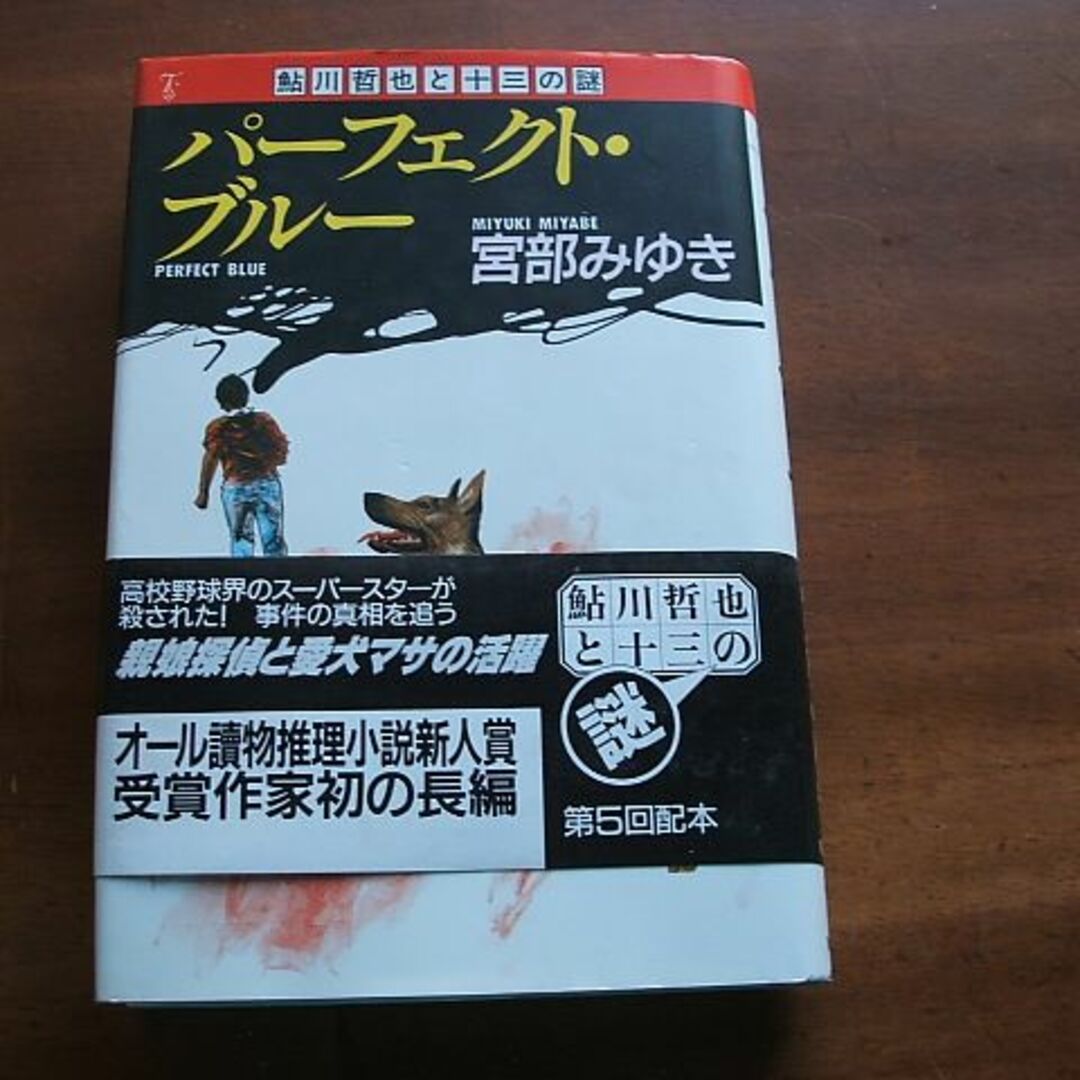 鮎川哲也と十三の謎
パーフェクト・
ブルー
PERFECT BLUE
MIYUKI MIYABE
宮部みゆき
高校野球界のスーパースターが
殺された! 事件の真相を追う
親娘探偵と愛犬マサの活躍
オール讀物推理小説新人賞
受賞作家初の長編
鮎川哲也
と十三の
謎
第5回配本